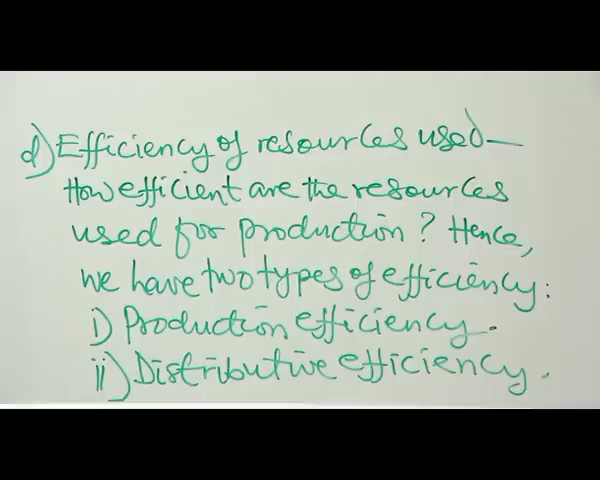 d) Efficiency of resources used—
How efficient are the resources
used for production? Hence,
we have two types of efficiency:
i) Production efficiency.
ii) Distributive efficiency.